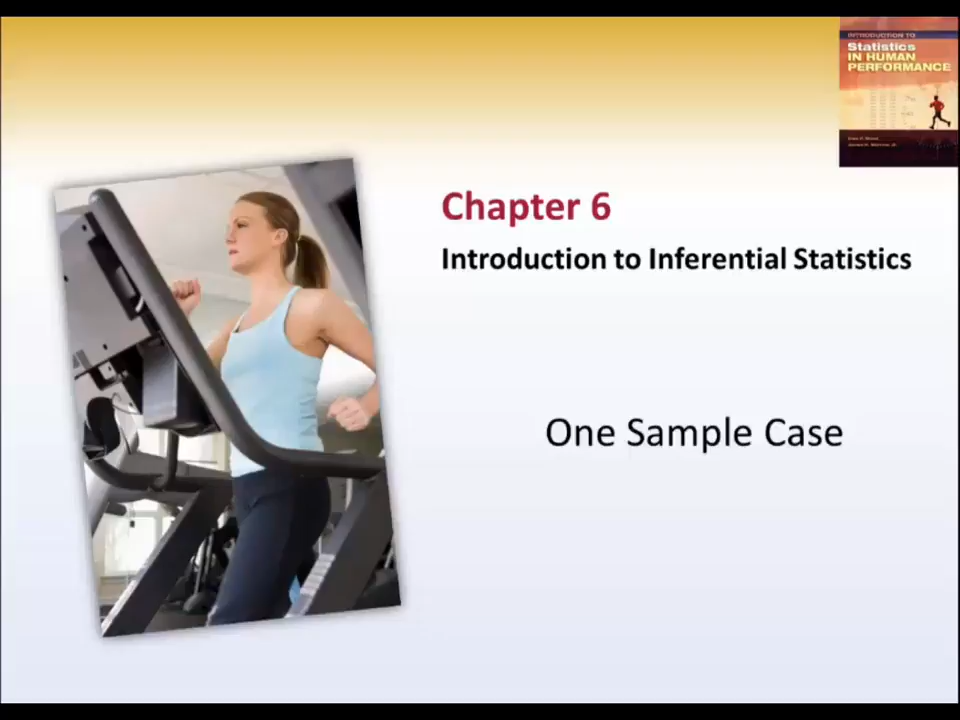 INTRODUCTION TO
Statistics
IN HUMAN
PERFORMANCE
Chapter 6
Introduction to Inferential Statistics
One Sample Case